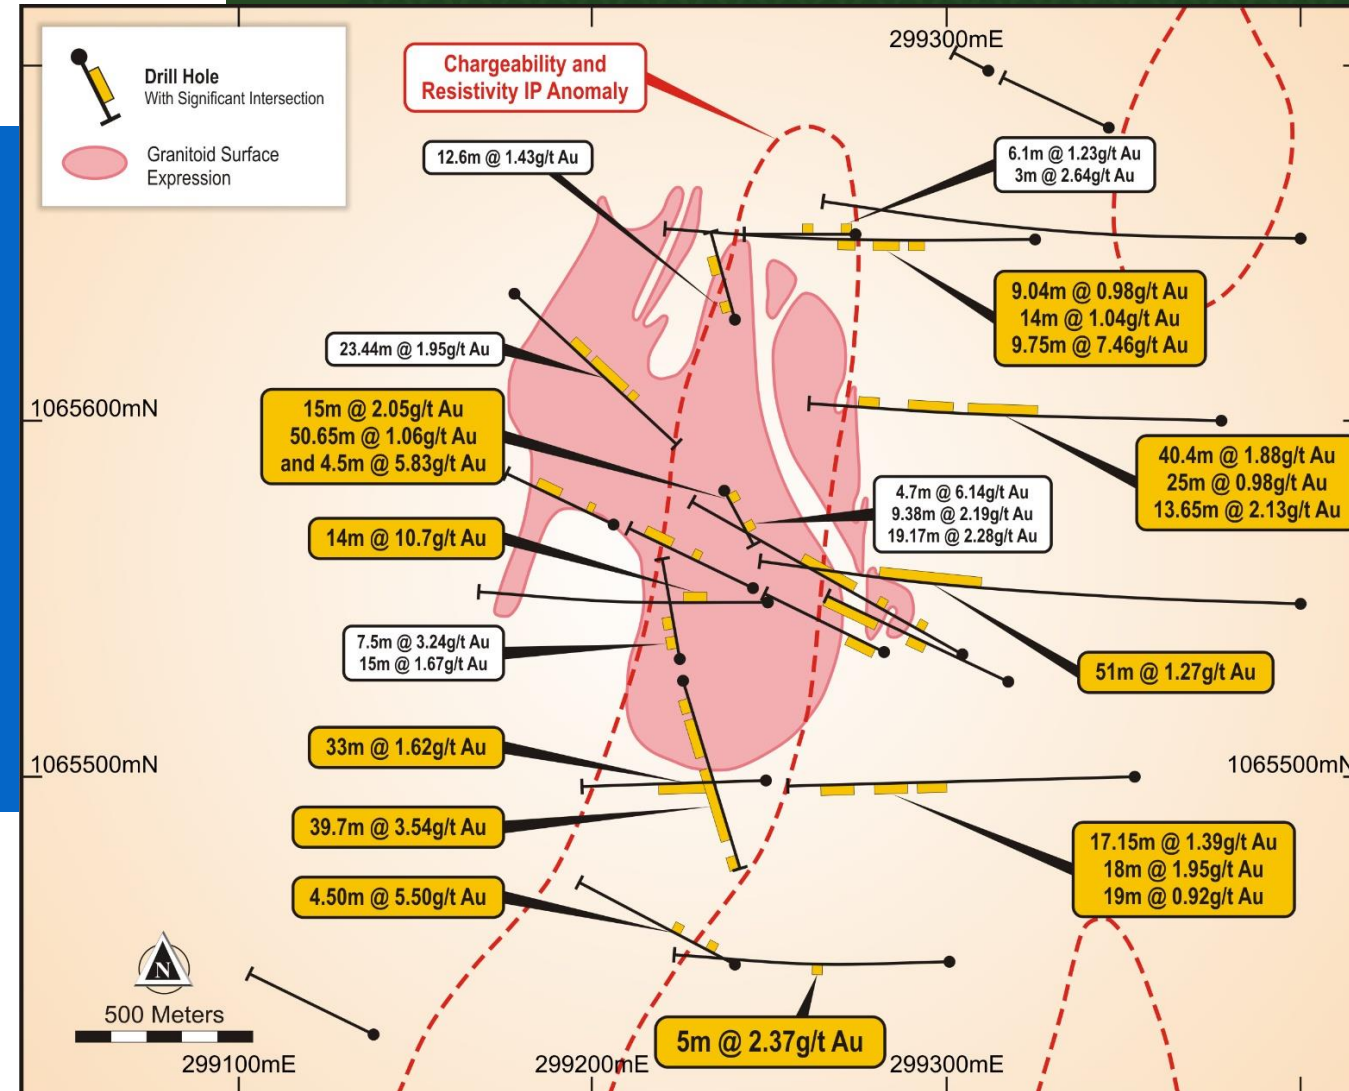 299300mE
Drill Hole
With Significant Intersection
Granitoid Surface
Expression
Chargeability and
Resistivity IP Anomaly
12.6m @ 1.43g/t Au
6.1m @ 1.23g/t Au
3m @ 2.64g/t Au
9.04m @ 0.98g/t Au
14m @ 1.04g/t Au
9.75m @ 7.46g/t Au
23.44m @ 1.95g/t Au
1065600mN
15m @ 2.05g/t Au
50.65m @ 1.06g/t Au
and 4.5m @ 5.83g/t Au
40.4m @ 1.88g/t Au
25m @ 0.98g/t Au
13.65m @ 2.13g/t Au
4.7m @ 6.14g/t Au
9.38m @ 2.19g/t Au
19.17m @ 2.28g/t Au
14m @ 10.7g/t Au
7.5m @ 3.24g/t Au
15m @ 1.67g/t Au
51m @ 1.27g/t Au
33m @ 1.62g/t Au
1065500mN
1065500mN
39.7m @ 3.54g/t Au
17.15m @ 1.39g/t Au
18m @ 1.95g/t Au
19m @ 0.92g/t Au
4.50m @ 5.50g/t Au
N
500 Meters
5m @ 2.37g/t Au
299100mE
299200mE
299300mE